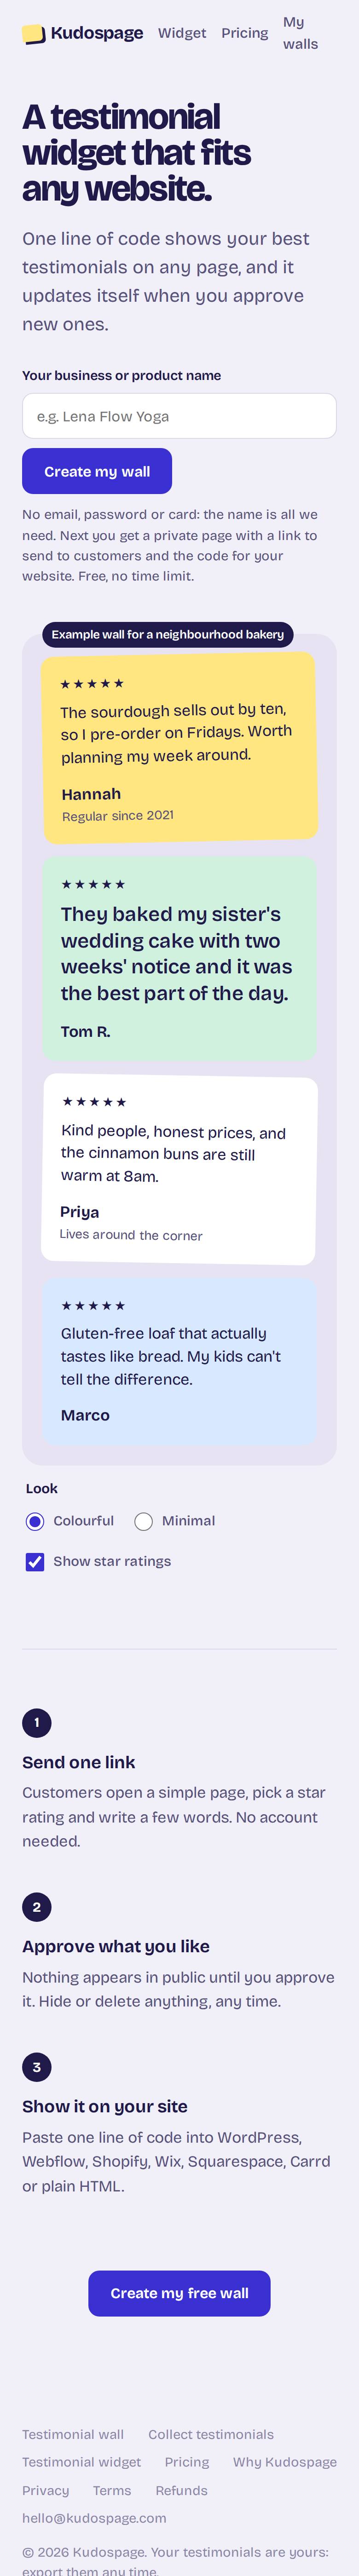 Kudospage Widget Pricing My walls
A testimonial
widget that fits
any website.
One line of code shows your best
testimonials on any page, and it
updates itself when you approve
new ones.
Your business or product name
e.g. Lena Flow Yoga
Create my wall
No email, password or card: the name is all we
need. Next you get a private page with a link to
send to customers and the code for your
website. Free, no time limit.
Example wall for a neighbourhood bakery
★★★★★
The sourdough sells out by ten,
so I pre-order on Fridays. Worth
planning my week around.
Hannah
Regular since 2021
★★★★★
They baked my sister's
wedding cake with two
weeks' notice and it was
the best part of the day.
Tom R.
★★★★★
Kind people, honest prices, and
the cinnamon buns are still
warm at 8am.
Priya
Lives around the corner
★★★★★
Gluten-free loaf that actually
tastes like bread. My kids can't
tell the difference.
Marco
Look
Colourful Minimal
Show star ratings
1
Send one link
Customers open a simple page, pick a star
rating and write a few words. No account
needed.
2
Approve what you like
Nothing appears in public until you approve
it. Hide or delete anything, any time.
3
Show it on your site
Paste one line of code into WordPress,
Webflow, Shopify, Wix, Squarespace, Carrd
or plain HTML.
Create my free wall
Testimonial wall Collect testimonials
Testimonial widget Pricing Why Kudospage
Privacy Terms Refunds
hello@kudospage.com
© 2026 Kudospage. Your testimonials are yours:
export them any time.